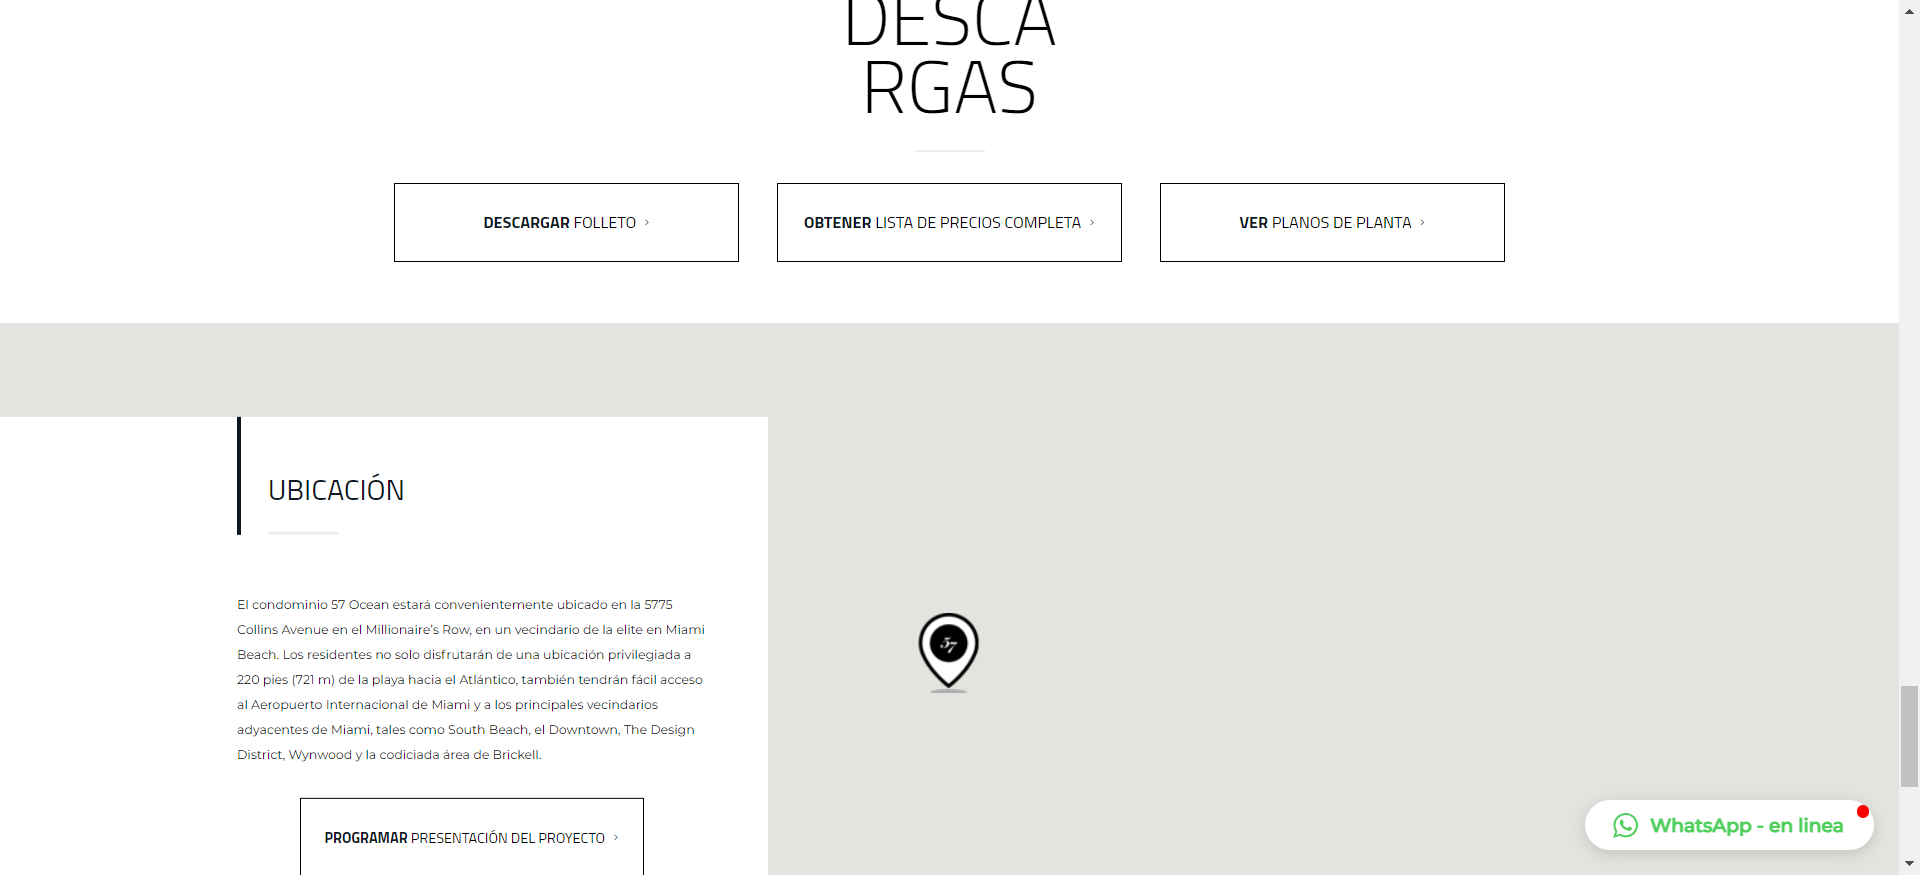 DESCA
RGAS
DESCARGAR FOLLETO
OBTENER LISTA DE PRECIOS COMPLETA
VER PLANOS DE PLANTA
UBICACIÓN
El condominio 57 Ocean estará convenientemente ubicado en la 5775
Collins Avenue en el Millionaire’s Row, en un vecindario de la elite en Miami
Beach. Los residentes no solo disfrutarán de una ubicación privilegiada a
220 pies (721 m) de la playa hacia el Atlántico, también tendrán fácil acceso
al Aeropuerto Internacional de Miami y a los principales vecindarios
adyacentes de Miami, tales como South Beach, el Downtown, The Design
District, Wynwood y la codiciada área de Brickell.
57
PROGRAMAR PRESENTACIÓN DEL PROYECTO
WhatsApp - en linea